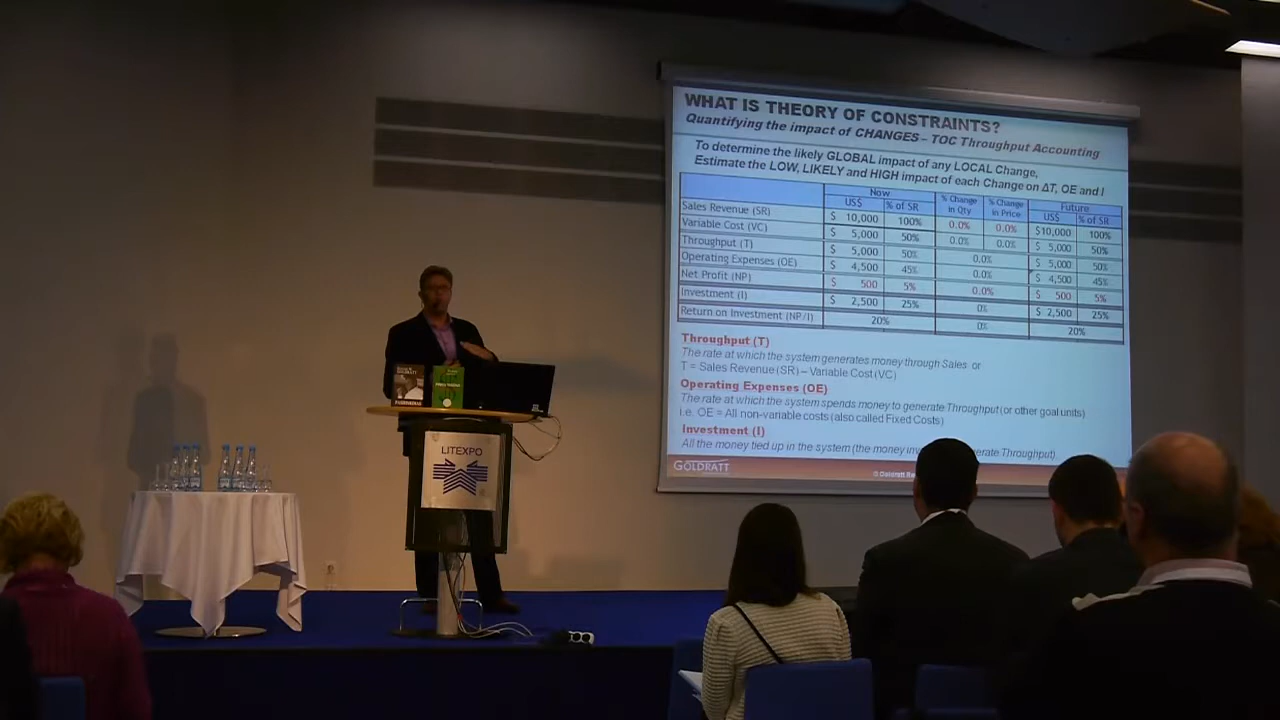 WHAT IS THEORY OF CONSTRAINTS?
Quantifying the impact of CHANGES – TOC Throughput Accounting
To determine the likely GLOBAL impact of any LOCAL Change,
Estimate the LOW, LIKELY and HIGH impact of each Change on ΔT, OE and I
Now % Change in Qty % Change in Price Future
US$ % of SR US$ % of SR
Sales Revenue (SR) $ 10,000 100% 0.0% 0.0% $10,000 100%
Variable Cost (VC) $ 5,000 50% 0.0% 0.0% $ 5,000 50%
Throughput (T) $ 5,000 50% 0.0% $ 5,000 50%
Operating Expenses (OE) $ 4,500 45% 0.0% $ 4,500 45%
Net Profit (NP) $ 500 5% 0.0% $ 500 5%
Investment (I) $ 2,500 25% 0% $ 2,500 25%
Return on Investment (NP/I) 20% 0% 20%
Throughput (T)
The rate at which the system generates money through Sales or
T = Sales Revenue (SR) – Variable Cost (VC)
Operating Expenses (OE)
The rate at which the system spends money to generate Throughput (or other goal units)
i.e. OE = All non-variable costs (also called Fixed Costs)
Investment (I)
All the money tied up in the system (the money erate Throughput).
GOLDRATT
LITEXPO